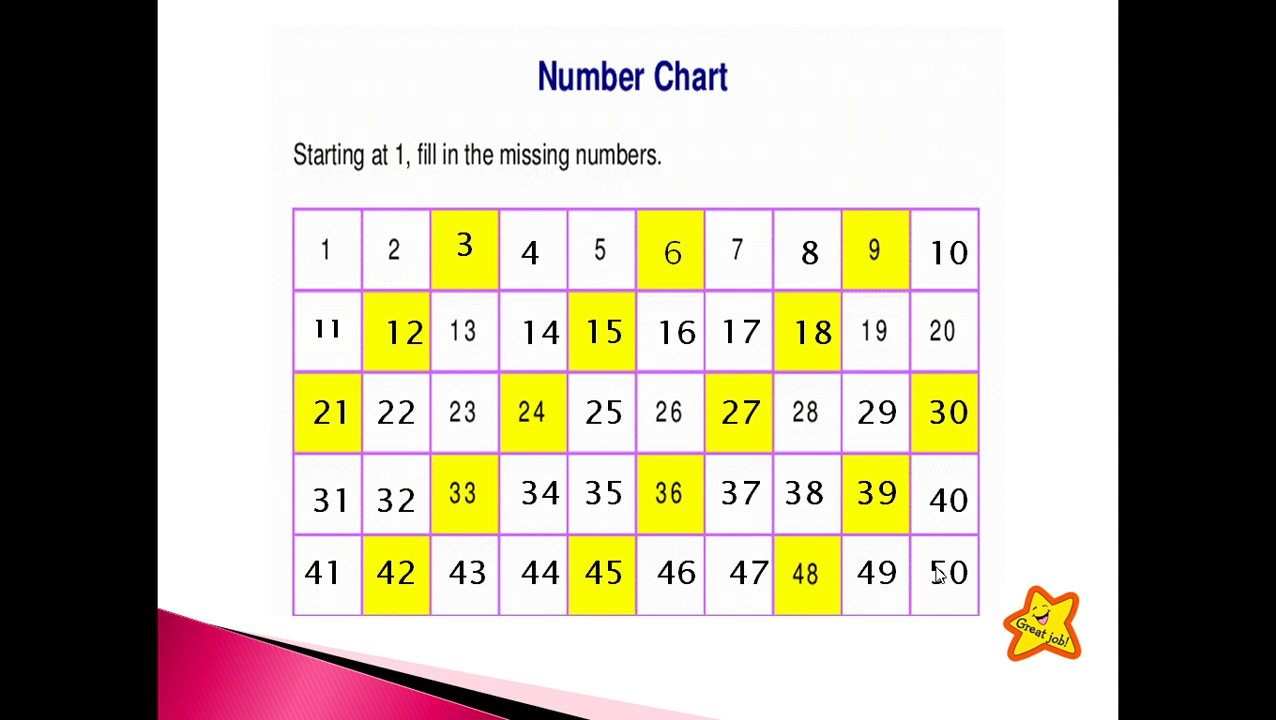 Number Chart
Starting at 1, fill in the missing numbers.
1 2 3 4 5 6 7 8 9 10
11 12 13 14 15 16 17 18 19 20
21 22 23 24 25 26 27 28 29 30
31 32 33 34 35 36 37 38 39 40
41 42 43 44 45 46 47 48 49 50
Great job!